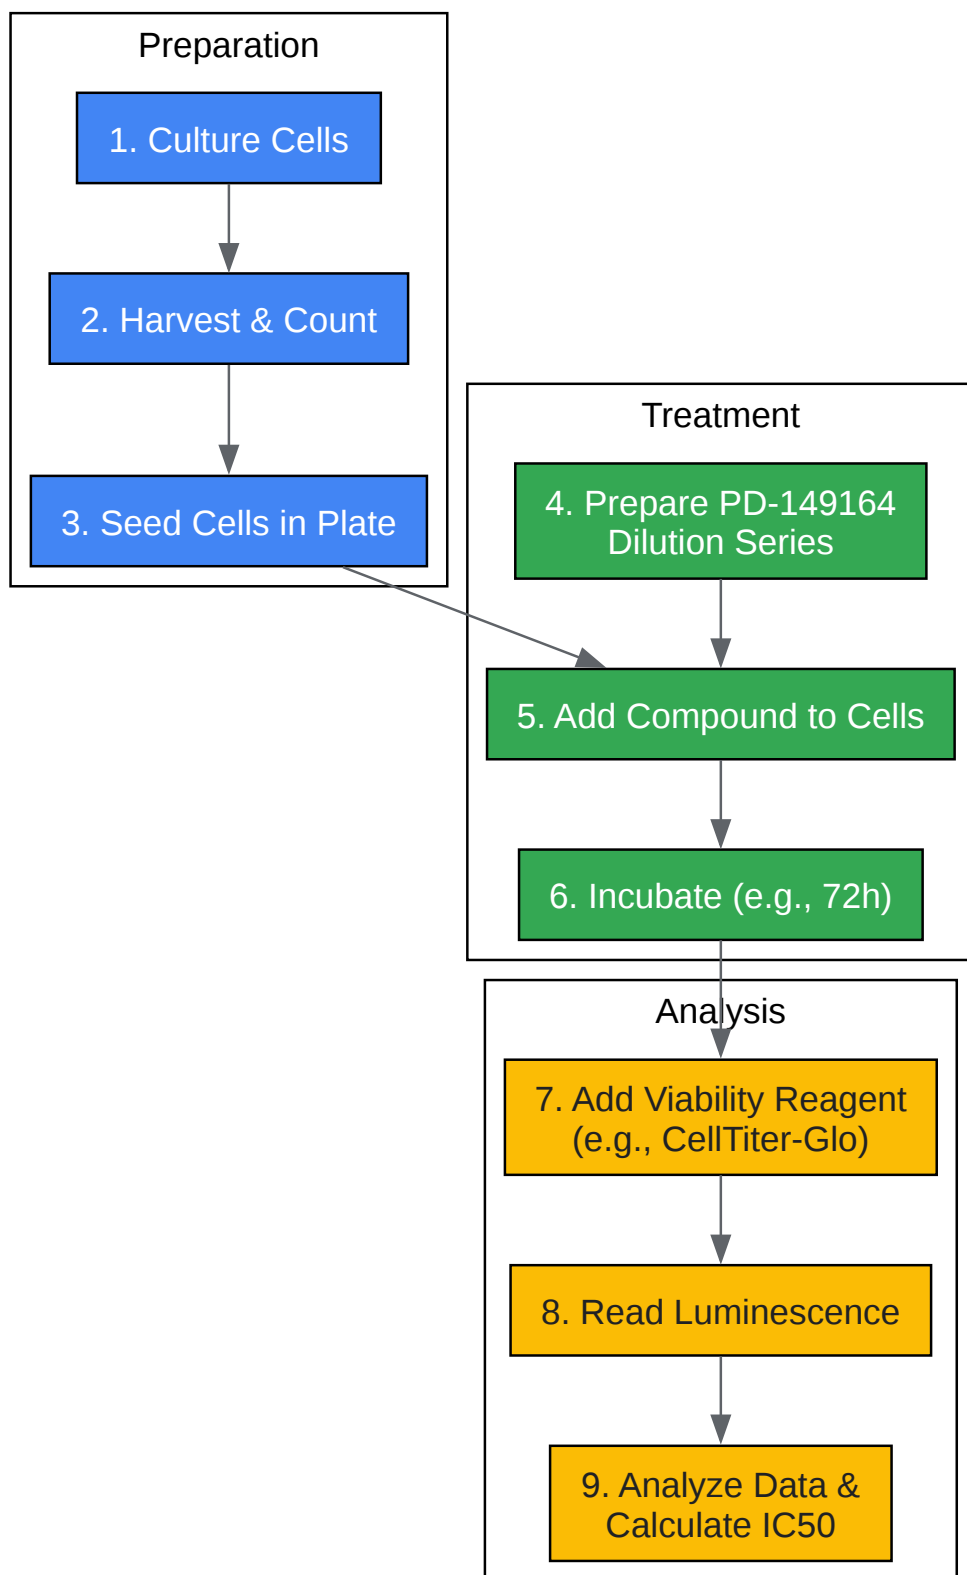 Preparation
1. Culture Cells
2. Harvest & Count
3. Seed Cells in Plate
Treatment
4. Prepare PD-149164
Dilution Series
5. Add Compound to Cells
6. Incubate (e.g., 72h)
Analysis
7. Add Viability Reagent
(e.g., CellTiter-Glo)
8. Read Luminescence
9. Analyze Data &
Calculate IC50